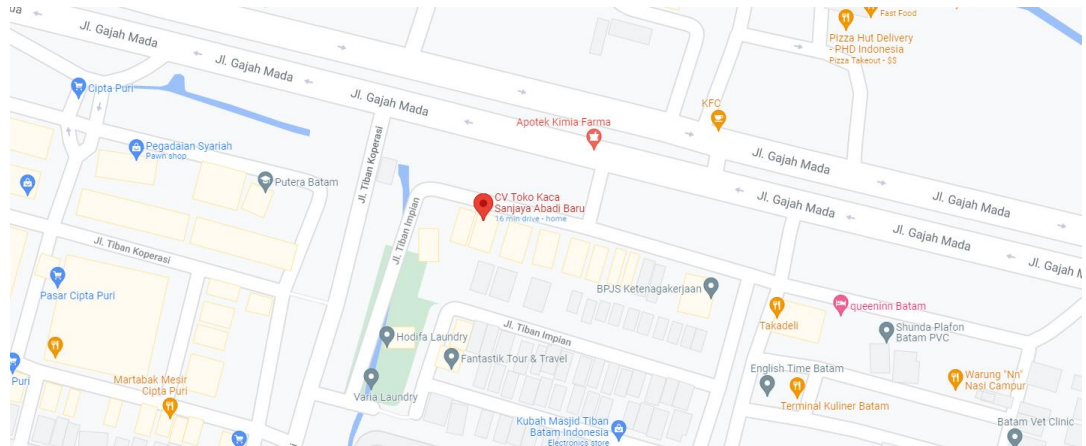 ua
Jl. Gajah Mada
Fast Food
Pizza Hut Delivery
- PHD Indonesia
Pizza Takeout - $$
Jl. Gajah Mada
Cipta Puri
Jl. Gajah Mada
KFC
Apotek Kimia Farma
Pegadaian Syariah
Pawn shop
Jl. Tiban Koperasi
Jl. Gajah Mada
Putera Batam
CV Toko Kaca
Sanjaya Abadi Baru
16 min drive - home
Jl. Gajah Mada
Jl. Gajah Mada
Jl. Tiban Impian
Jl. Gajah Mada
Jl. Gajah M
Jl. Tiban Koperasi
BPJS Ketenagakerjaan
Pasar Cipta Puri
queeninn Batam
Takadeli
Shunda Plafon
Batam PVC
Jl. Tiban Impian
Hodifa Laundry
Fantastik Tour & Travel
English Time Batam
Warung "Nn"
Nasi Campur
Puri
Martabak Mesir
Cipta Puri
Varia Laundry
Terminal Kuliner Batam
Kubah Masjid Tiban
Batam Indonesia
Electronics store
Batam Vet Clinic